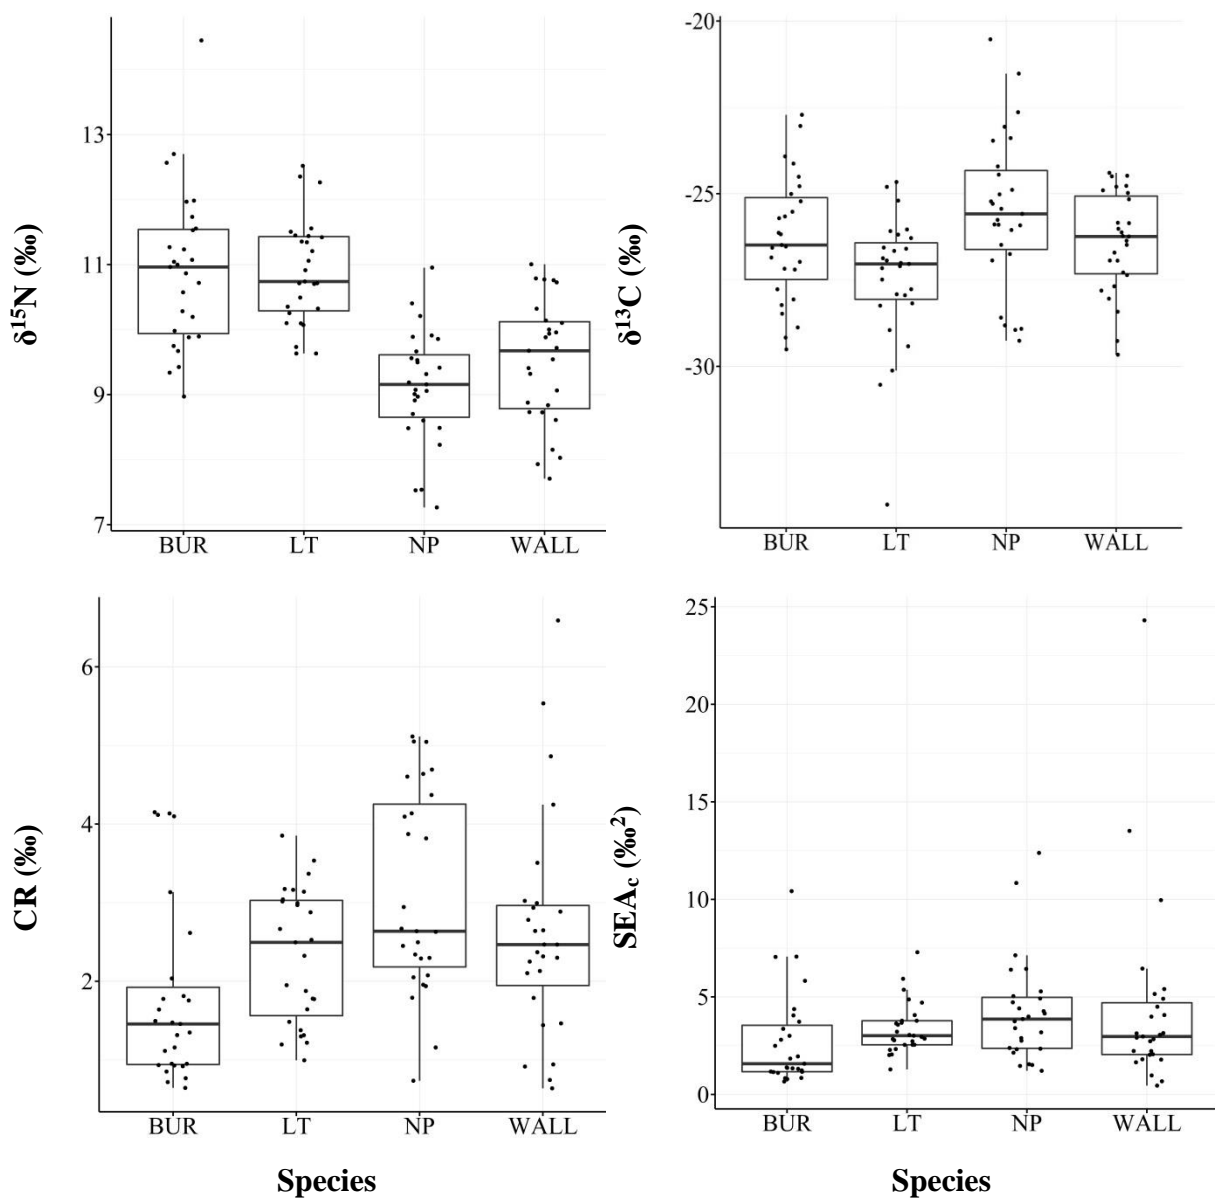 δ¹⁵N (‰)
13
11
9
7
BUR LT NP WALL
δ¹³C (‰)
-20
-25
-30
BUR LT NP WALL
CR (‰)
6
4
2
BUR LT NP WALL
Species
SEAc (‰²)
25
20
15
10
5
0
BUR LT NP WALL
Species